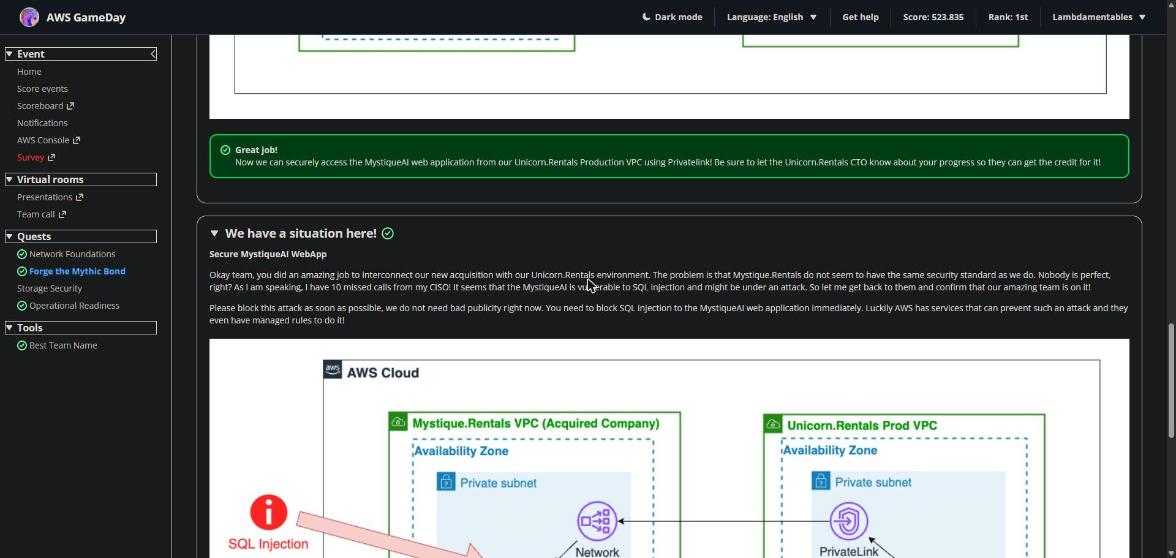 AWS GameDay
Dark mode
Language: English
Get help
Score: 523.835
Rank: 1st
Lambdamentables
Event
Home
Score events
Scoreboard
Notifications
AWS Console
Survey
Virtual rooms
Presentations
Team call
Quests
Network Foundations
Forge the Mythic Bond
Storage Security
Operational Readiness
Tools
Best Team Name
Great job!
Now we can securely access the MystiqueAI web application from our Unicorn.Rentals Production VPC using Privatelink! Be sure to let the Unicorn.Rentals CTO know about your progress so they can get the credit for it!
We have a situation here!
Secure MystiqueAI WebApp
Okay team, you did an amazing job to interconnect our new acquisition with our Unicorn.Rentals environment. The problem is that Mystique.Rentals do not seem to have the same security standard as we do. Nobody is perfect,
right? As I am speaking, I have 10 missed calls from my CISO! It seems that the MystiqueAI is vulnerable to SQL injection and might be under an attack. So let me get back to them and confirm that our amazing team is on it!
Please block this attack as soon as possible, we do not need bad publicity right now. You need to block SQL injection to the MystiqueAI web application immediately. Luckily AWS has services that can prevent such an attack and they
even have managed rules to do it!
aws
AWS Cloud
Mystique.Rentals VPC (Acquired Company)
Availability Zone
Private subnet
Network
SQL Injection
Unicorn.Rentals Prod VPC
Availability Zone
Private subnet
PrivateLink